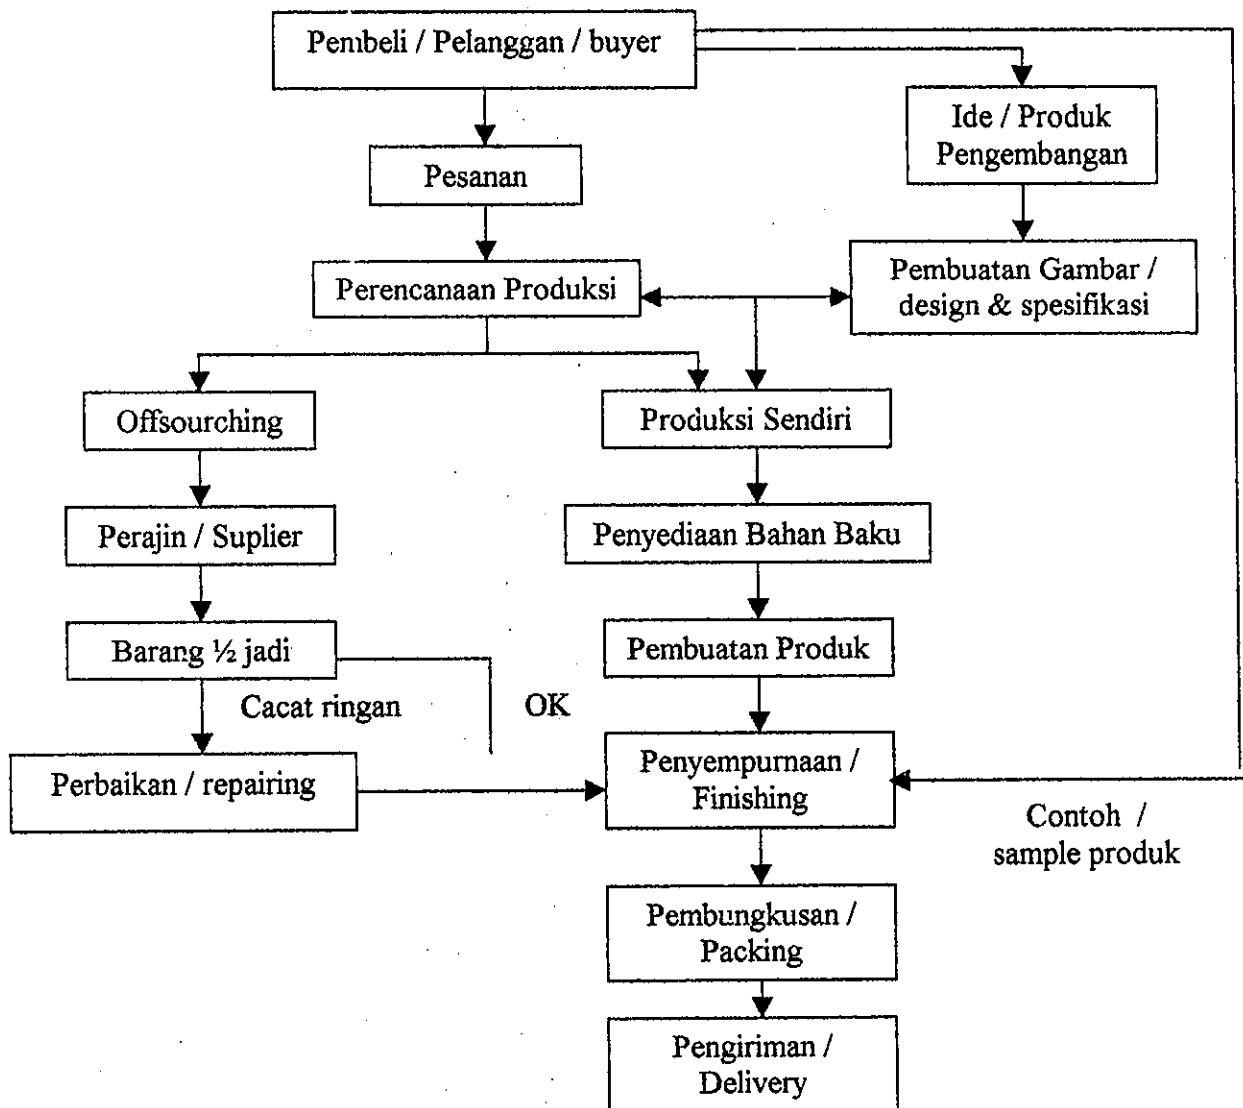 Pembeli / Pelanggan / buyer
Ide / Produk
Pengembangan
Pesanan
Perencanaan Produksi
Pembuatan Gambar /
design & spesifikasi
Offsourching
Produksi Sendiri
Perajin / Suplier
Penyediaan Bahan Baku
Barang ½ jadi
Pembuatan Produk
Cacat ringan
OK
Perbaikan / repairing
Penyempurnaan /
Finishing
Contoh /
sample produk
Pembungkusan /
Packing
Pengiriman /
Delivery